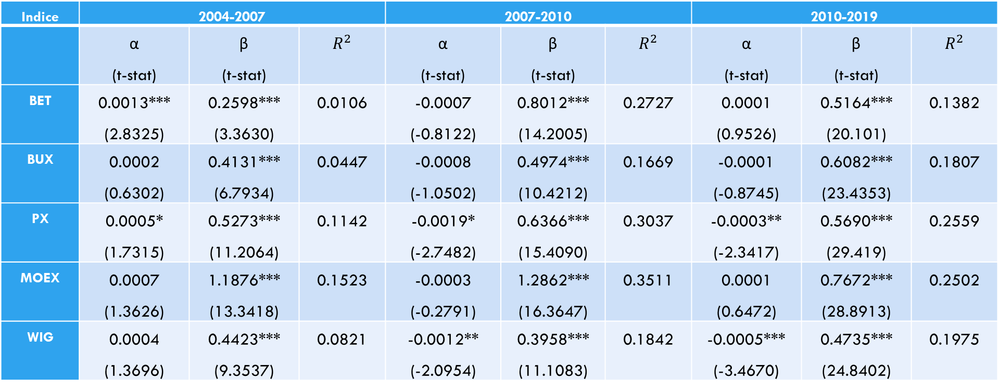 Indice 2004-2007 2007-2010 2010-2019
α β R² α β R² α β R²
(t-stat) (t-stat) (t-stat) (t-stat) (t-stat) (t-stat)
BET 0.0013*** 0.2598*** 0.0106 -0.0007 0.8012*** 0.2727 0.0001 0.5164*** 0.1382
(2.8325) (3.3630) (-0.8122) (14.2005) (0.9526) (20.101)
BUX 0.0002 0.4131*** 0.0447 -0.0008 0.4974*** 0.1669 -0.0001 0.6082*** 0.1807
(0.6302) (6.7934) (-1.0502) (10.4212) (-0.8745) (23.4353)
PX 0.0005* 0.5273*** 0.1142 -0.0019* 0.6366*** 0.3037 -0.0003** 0.5690*** 0.2559
(1.7315) (11.2064) (-2.7482) (15.4090) (-2.3417) (29.419)
MOEX 0.0007 1.1876*** 0.1523 -0.0003 1.2862*** 0.3511 0.0001 0.7672*** 0.2502
(1.3626) (13.3418) (-0.2791) (16.3647) (0.6472) (28.8913)
WIG 0.0004 0.4423*** 0.0821 -0.0012** 0.3958*** 0.1842 -0.0005*** 0.4735*** 0.1975
(1.3696) (9.3537) (-2.0954) (11.1083) (-3.4670) (24.8402)